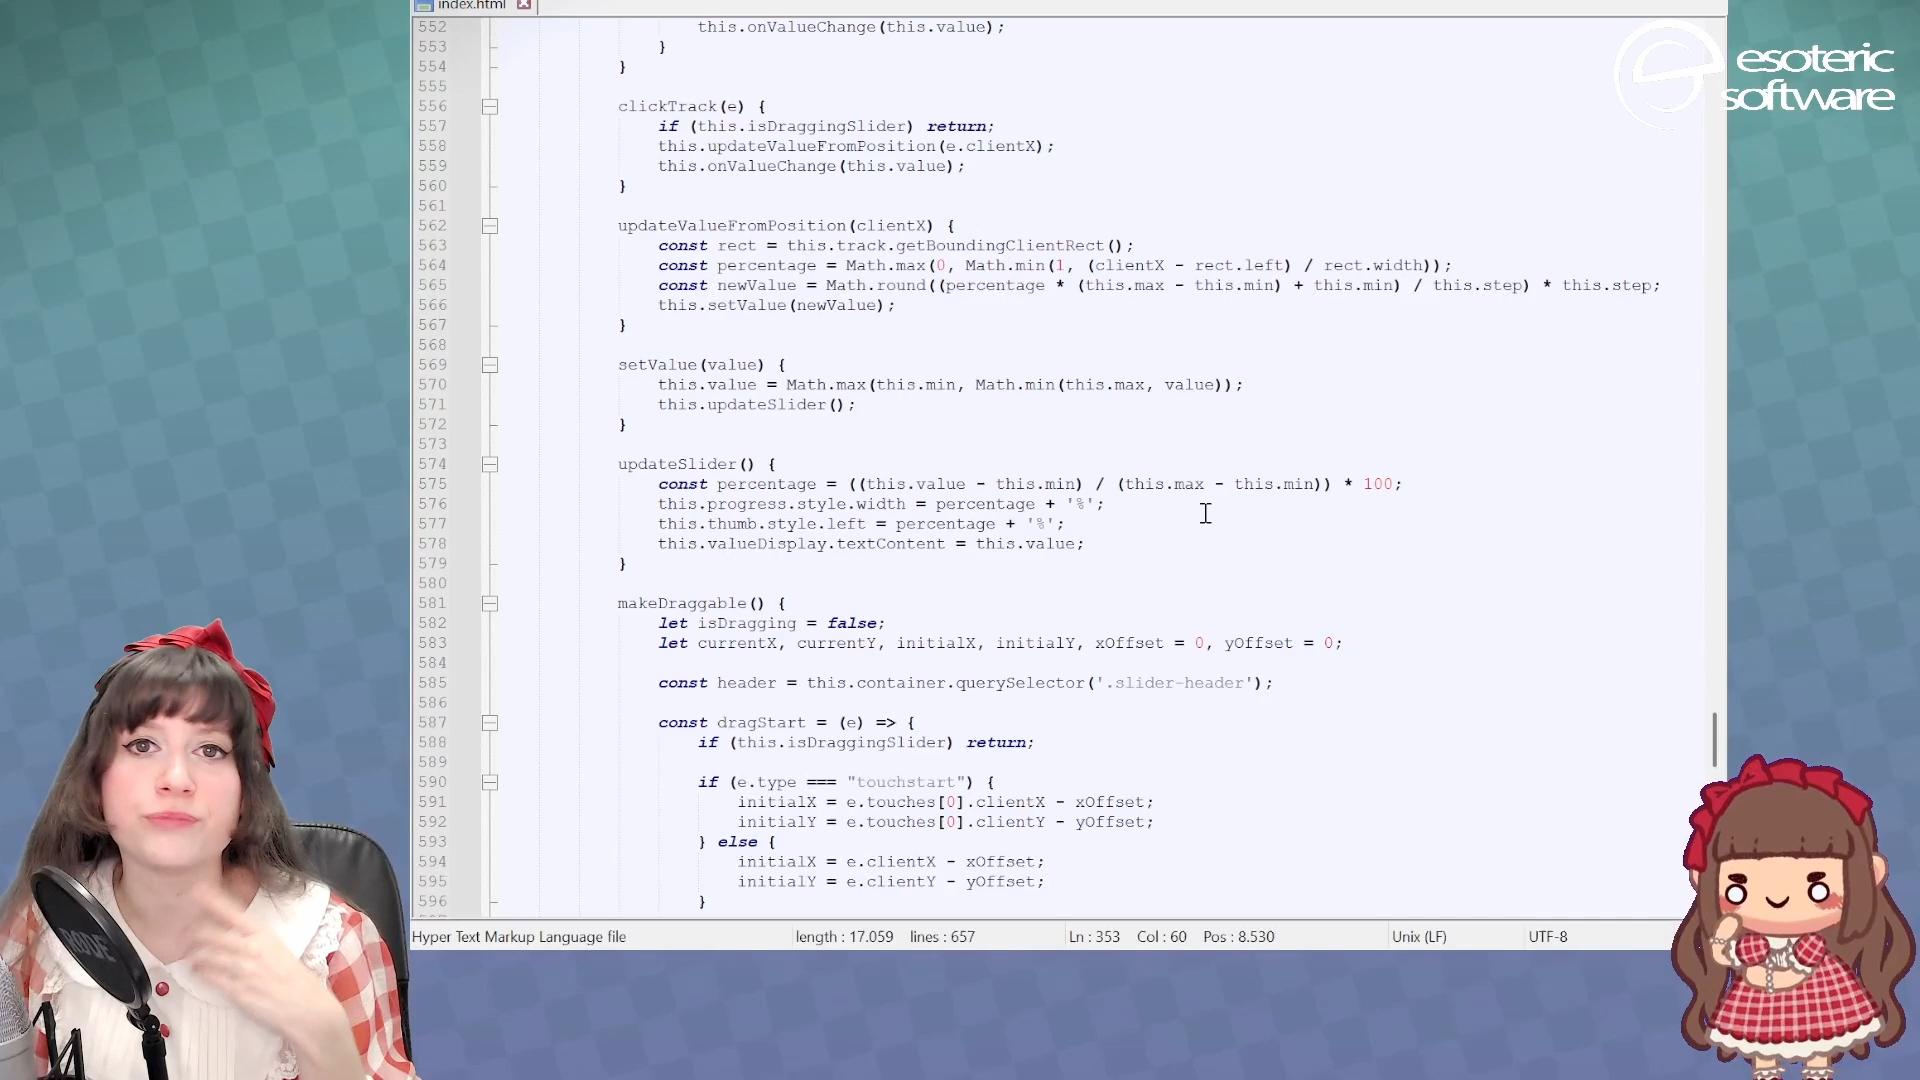 index.html
esoteric
software
552 this.onValueChange(this.value);
553 }
554 }
555
556 clickTrack(e) {
557 if (this.isDraggingSlider) return;
558 this.updateValueFromPosition(e.clientX);
559 this.onValueChange(this.value);
560 }
561
562 updateValueFromPosition(clientX) {
563 const rect = this.track.getBoundingClientRect();
564 const percentage = Math.max(0, Math.min(1, (clientX - rect.left) / rect.width));
565 const newValue = Math.round((percentage * (this.max - this.min) + this.min) / this.step) * this.step;
566 this.setValue(newValue);
567 }
568
569 setValue(value) {
570 this.value = Math.max(this.min, Math.min(this.max, value));
571 this.updateSlider();
572 }
573
574 updateSlider() {
575 const percentage = ((this.value - this.min) / (this.max - this.min)) * 100;
576 this.progress.style.width = percentage + '%';
577 this.thumb.style.left = percentage + '%';
578 this.valueDisplay.textContent = this.value;
579 }
580
581 makeDraggable() {
582 let isDragging = false;
583 let currentX, currentY, initialX, initialY, xOffset = 0, yOffset = 0;
584
585 const header = this.container.querySelector('.slider-header');
586
587 const dragStart = (e) => {
588 if (this.isDraggingSlider) return;
589
590 if (e.type === "touchstart") {
591 initialX = e.touches[0].clientX - xOffset;
592 initialY = e.touches[0].clientY - yOffset;
593 } else {
594 initialX = e.clientX - xOffset;
595 initialY = e.clientY - yOffset;
596 }
Hyper Text Markup Language file length : 17.059 lines : 657 Ln : 353 Col : 60 Pos : 8.530 Unix (LF) UTF-8
RODE